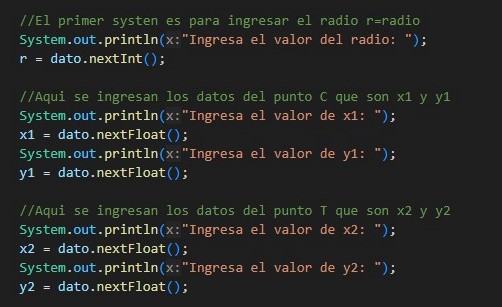 //El primer systen es para ingresar el radio r=radio
System.out.println(x:"Ingresa el valor del radio: ");
r = dato.nextInt();
//Aqui se ingresan los datos del punto C que son x1 y y1
System.out.println(x:"Ingresa el valor de x1: ");
x1 = dato.nextFloat();
System.out.println(x:"Ingresa el valor de y1: ");
y1 = dato.nextFloat();
//Aqui se ingresan los datos del punto T que son x2 y y2
System.out.println(x:"Ingresa el valor de x2: ");
x2 = dato.nextFloat();
System.out.println(x:"Ingresa el valor de y2: ");
y2 = dato.nextFloat();